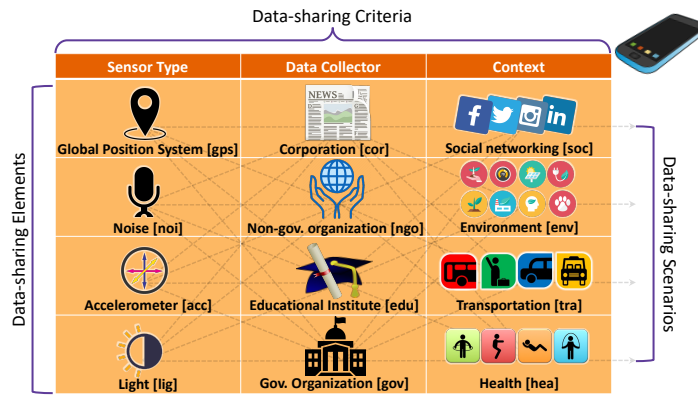 Data-sharing Criteria
Sensor Type Data Collector Context
NEWS
f in
Global Position System [gps] Corporation [cor] Social networking [soc]
Noise [noi] Non-gov. organization [ngo] Environment [env]
Accelerometer [acc] Educational Institute [edu] Transportation [tra]
Light [lig] Gov. Organization [gov] Health [hea]
Data-sharing Elements
Data-sharing Scenarios